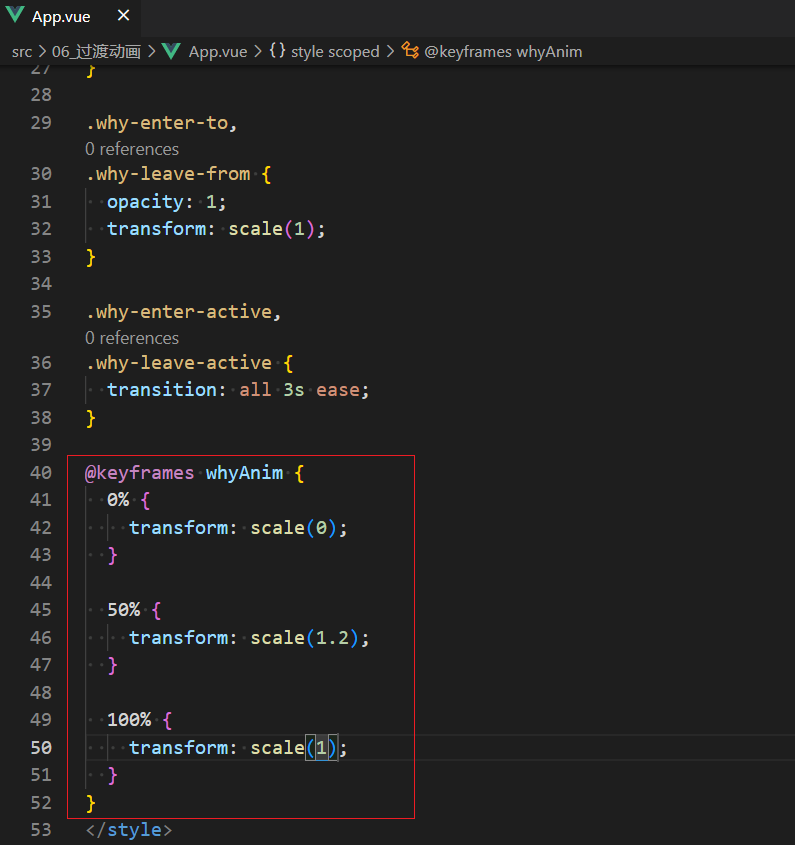 App.vue ×
src > 06_过渡动画 > App.vue > {} style scoped > @keyframes whyAnim
27 }
28
29 .why-enter-to,
0 references
30 .why-leave-from {
31   opacity: 1;
32   transform: scale(1);
33 }
34
35 .why-enter-active,
0 references
36 .why-leave-active {
37   transition: all 3s ease;
38 }
39
40 @keyframes whyAnim {
41   0% {
42     transform: scale(0);
43   }
44
45   50% {
46     transform: scale(1.2);
47   }
48
49   100% {
50     transform: scale(1);
51   }
52 }
53 </style>